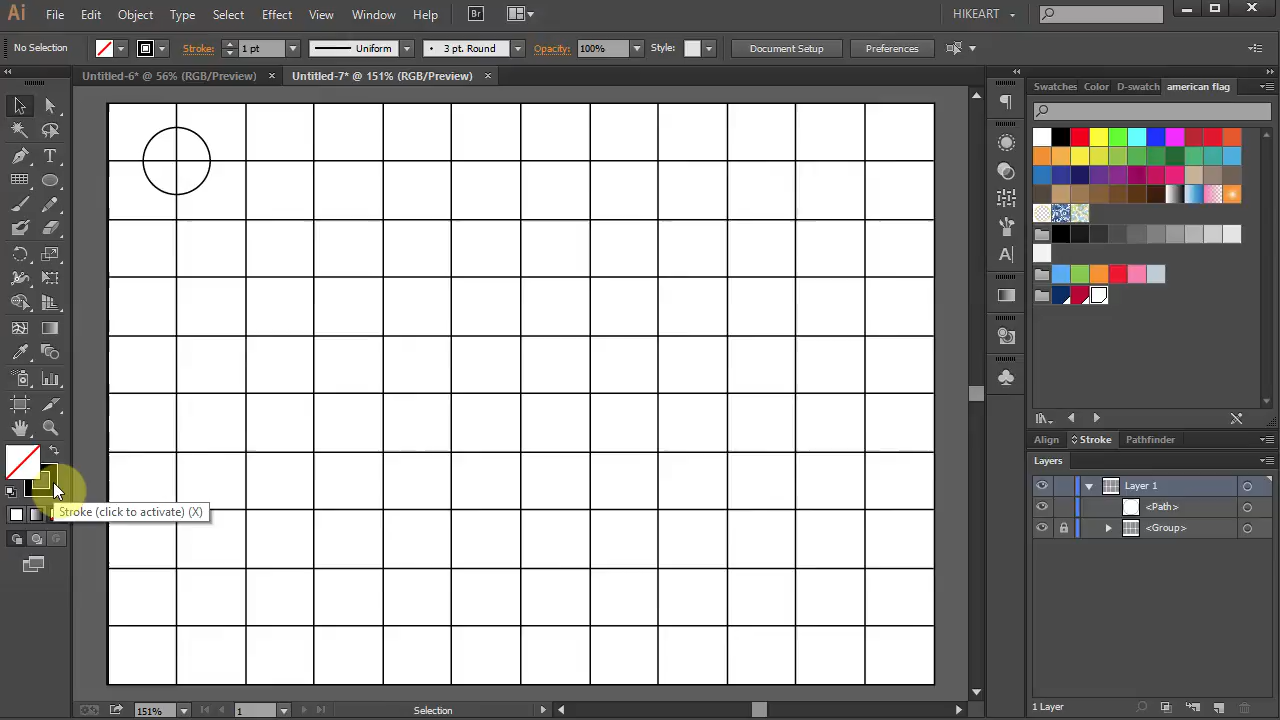 Ai File Edit Object Type Select Effect View Window Help Br HIKEART
No Selection Stroke: 1 pt Uniform 3 pt. Round Opacity: 100% Style: Document Setup Preferences
Untitled-6* @ 56% (RGB/Preview) × Untitled-7* @ 151% (RGB/Preview) ×
Swatches Color D-swatch american flag
Align Stroke Pathfinder
Layers
Layer 1
<Path>
<Group>
Stroke (click to activate) (X)
151% 1 Selection 1 Layer